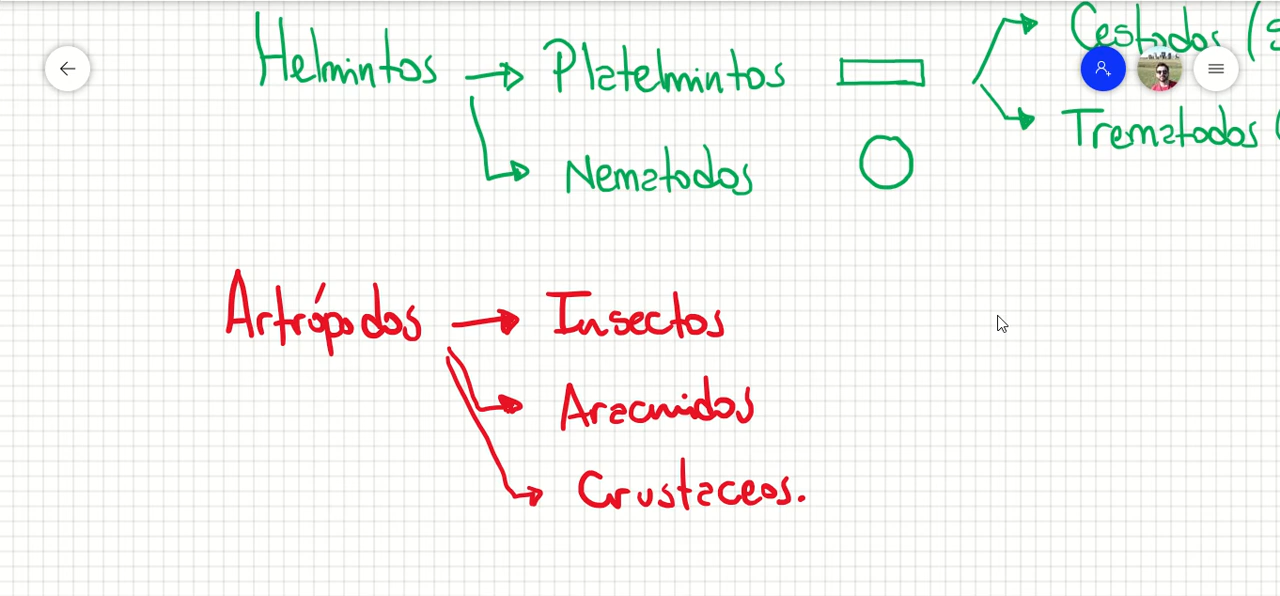 Helmintos → Platelmintos
Cestodos (
Trematodos (
→ Nematodos
Artrópodos → Insectos
→ Aracnidos
→ Crustaceos.